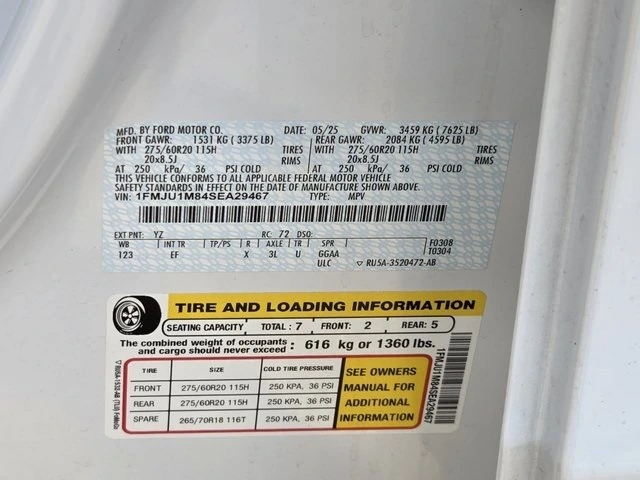 MFD. BY FORD MOTOR CO. DATE: 05/25 GVWR: 3459 KG ( 7625 LB)
FRONT GAWR: 1531 KG ( 3375 LB) REAR GAWR: 2084 KG ( 4595 LB)
WITH 275/60R20 115H TIRES WITH 275/60R20 115H TIRES
20x8.5J RIMS 20x8.5J RIMS
AT 250 kPa/ 36 PSI COLD AT 250 kPa/ 36 PSI COLD
THIS VEHICLE CONFORMS TO ALL APPLICABLE FEDERAL MOTOR VEHICLE
SAFETY STANDARDS IN EFFECT ON THE DATE OF MANUFACTURE SHOWN ABOVE.
VIN: 1FMJU1M84SEA29467 TYPE: MPV
EXT PNT: YZ RC: 72 DSO:
WB INT TR TP/PS R AXLE TR SPR F0308
123 EF X 3L U GGAA T0304
ULC ▽ RU5A-3520472-AB
TIRE AND LOADING INFORMATION
SEATING CAPACITY TOTAL: 7 FRONT: 2 REAR: 5
The combined weight of occupants and cargo should never exceed : 616 kg or 1360 lbs.
TIRE SIZE COLD TIRE PRESSURE
FRONT 275/60R20 115H 250 KPA, 36 PSI
REAR 275/60R20 115H 250 KPA, 36 PSI
SPARE 265/70R18 116T 250 KPA, 36 PSI
SEE OWNERS
MANUAL FOR
ADDITIONAL
INFORMATION
1FMJU1M84SEA29467